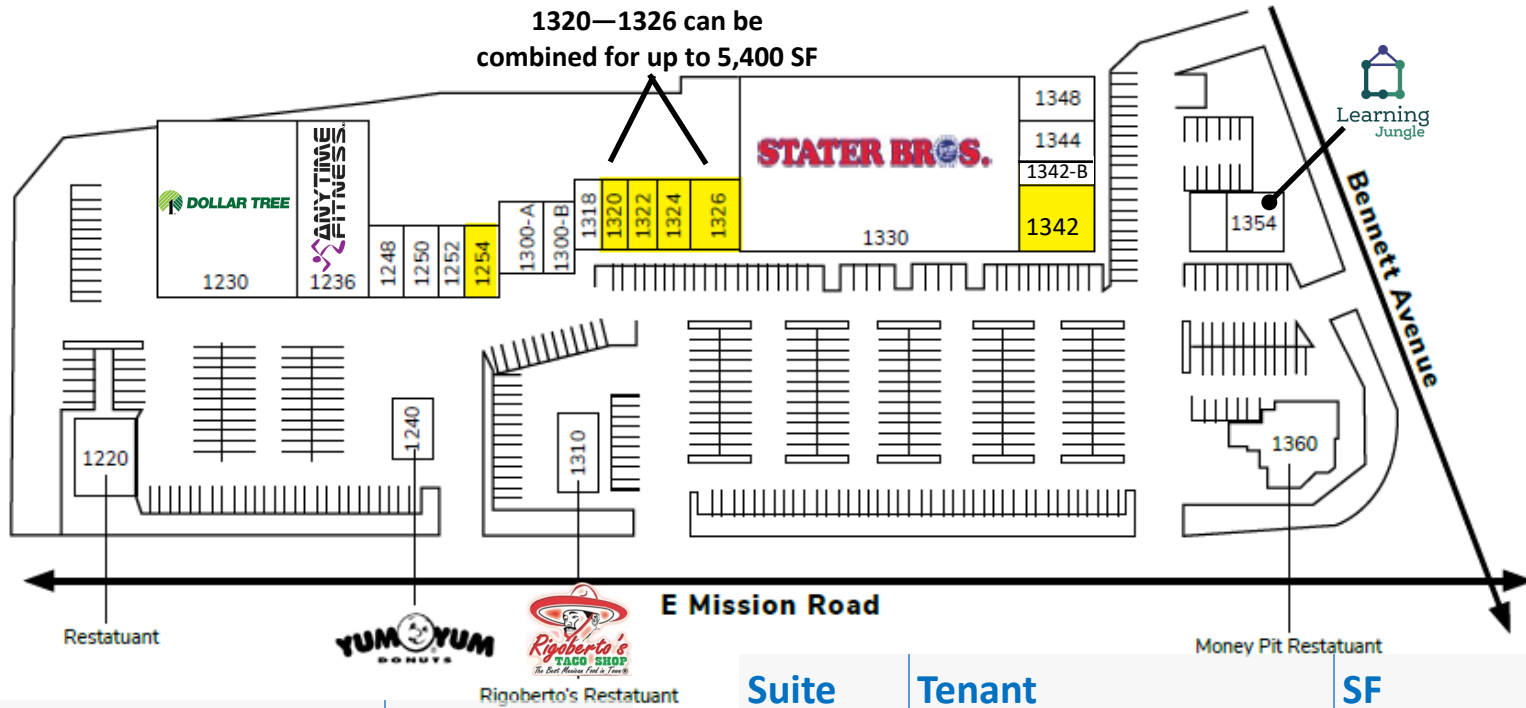 1320—1326 can be
combined for up to 5,400 SF
Learning
Jungle
1348
1344
1342-B
1342
STATER BROS.
1330
DOLLAR TREE
1230
ANYTIME
FITNESS.
1236
1248
1250
1252
1254
1300-A
1300-B
1318
1320
1322
1324
1326
1354
Bennett Avenue
1220
1240
1310
1360
E Mission Road
Restatuant
YUM YUM
DONUTS
Rigoberto's
TACO SHOP
The Best Mexican Food in Town®
Rigoberto's Restatuant
Money Pit Restatuant
Suite Tenant SF